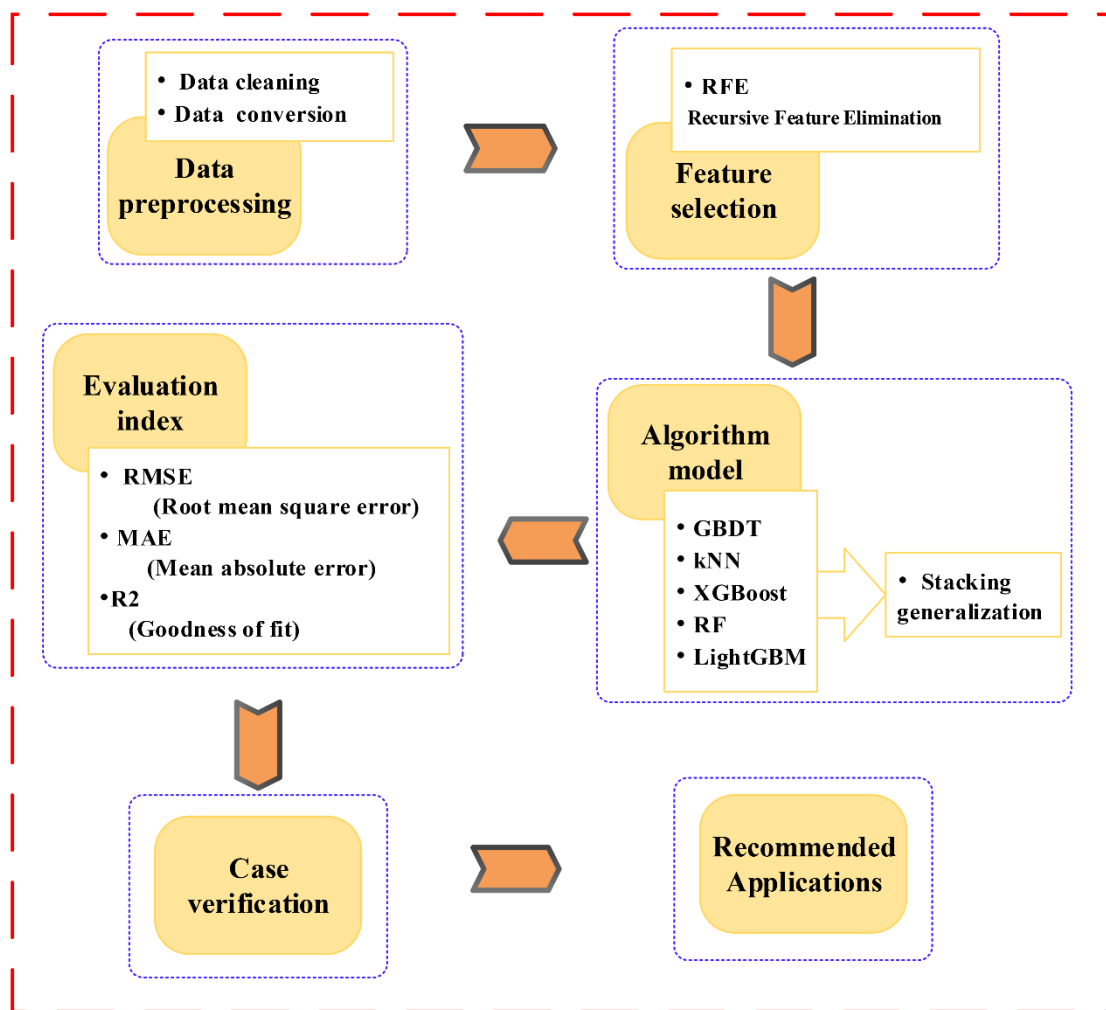 • Data cleaning
• Data conversion
Data
preprocessing
• RFE
Recursive Feature Elimination
Feature
selection
Algorithm
model
• GBDT
• kNN
• XGBoost
• RF
• LightGBM
• Stacking
generalization
Evaluation
index
• RMSE
(Root mean square error)
• MAE
(Mean absolute error)
•R2
(Goodness of fit)
Case
verification
Recommended
Applications